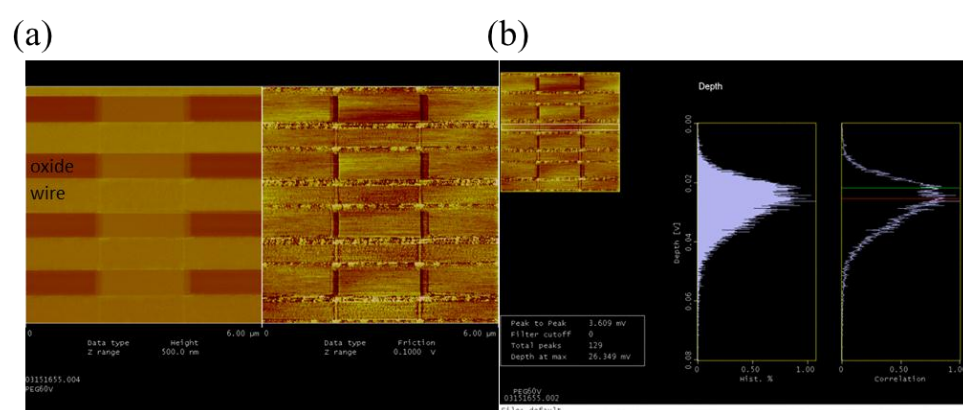 (a)
(b)
oxide
wire
0 6.00 µm 0 6.00 µm
Data type Height Data type Friction
Z range 500.0 nm Z range 0.1000 V
03151655.004
PEG60V
Depth
0.00
0.02
0.04
0.06
0.08
Depth [V]
0 0.50 1.00 0 0.50 1.00
Hist. % Correlation
Peak to Peak 3.609 mV
Filter cutoff 0
Total peaks 129
Depth at max 26.349 mV
PEG60V
03151655.002